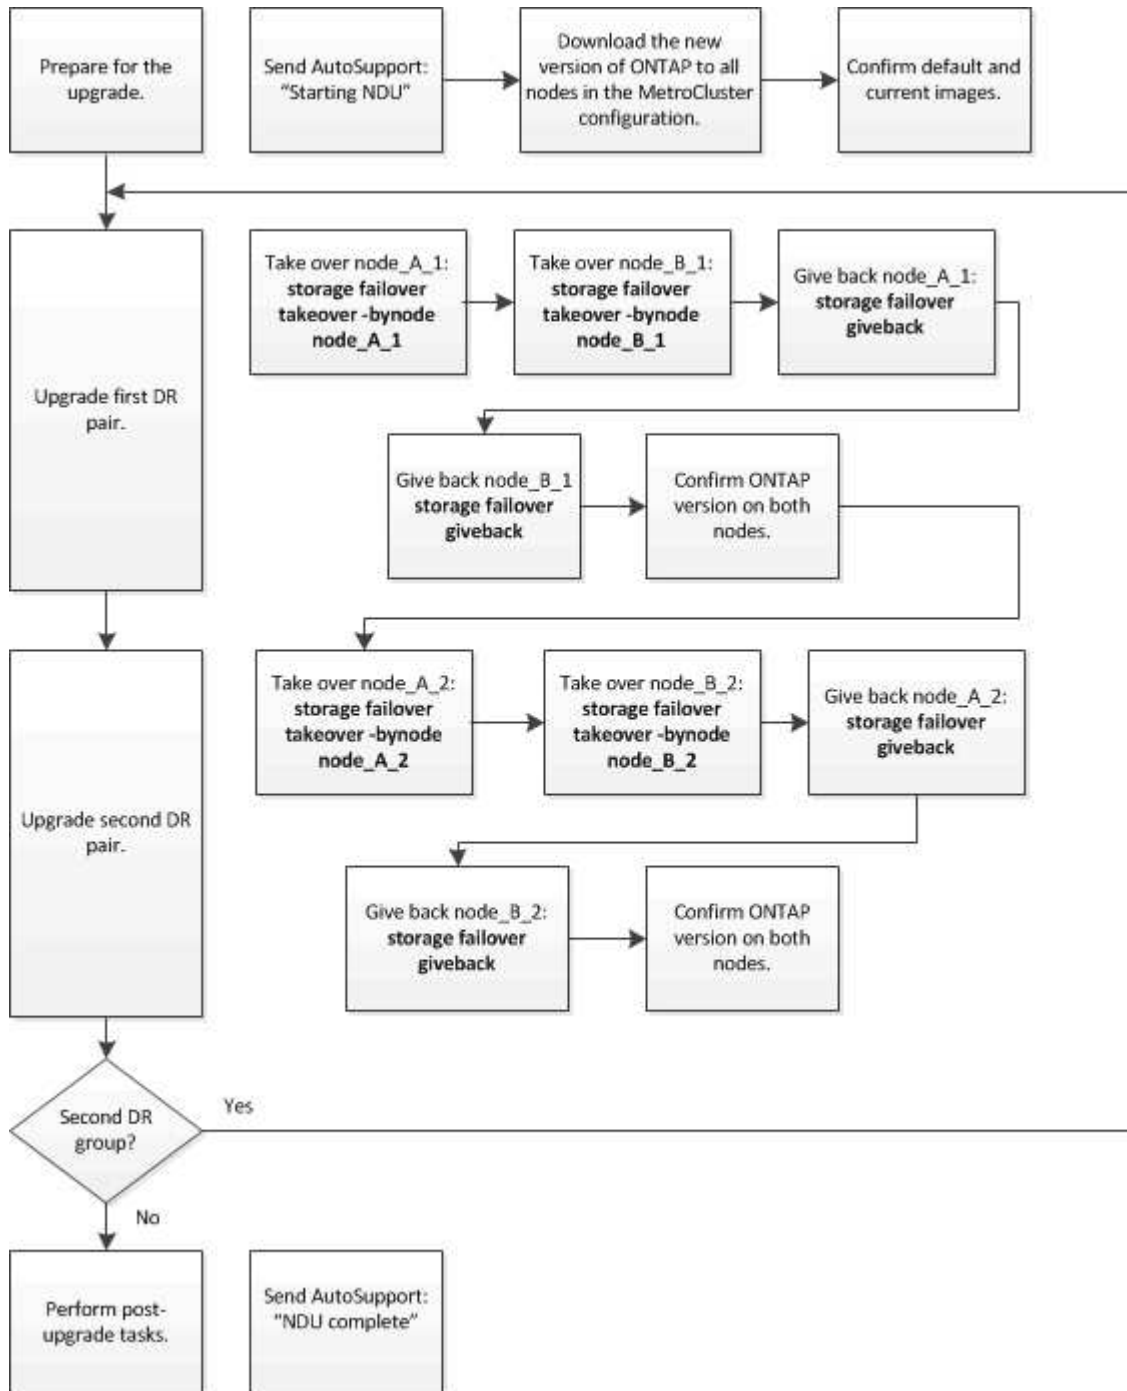 Prepare for the
upgrade.
Send AutoSupport:
“Starting NDU”
Download the new
version of ONTAP to all
nodes in the MetroCluster
configuration.
Confirm default and
current images.
Upgrade first DR
pair.
Take over node_A_1:
storage failover
takeover -bynode
node_A_1
Take over node_B_1:
storage failover
takeover -bynode
node_B_1
Give back node_A_1:
storage failover
giveback
Give back node_B_1
storage failover
giveback
Confirm ONTAP
version on both
nodes.
Upgrade second DR
pair.
Take over node_A_2:
storage failover
takeover -bynode
node_A_2
Take over node_B_2:
storage failover
takeover -bynode
node_B_2
Give back node_A_2:
storage failover
giveback
Give back node_B_2:
storage failover
giveback
Confirm ONTAP
version on both
nodes.
Second DR
group?
Yes
No
Perform post-
upgrade tasks.
Send AutoSupport:
“NDU complete”